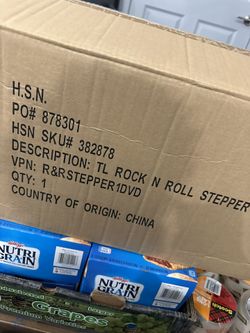 H.S.N.
PO# 878301
HSN SKU# 382878
DESCRIPTION: TL ROCK N ROLL STEPPER
VPN: R&RSTEPPER1DVD
QTY: 1
COUNTRY OF ORIGIN: CHINA
NUTRI
GRAIN
NUTRI
GRAIN
Grapes